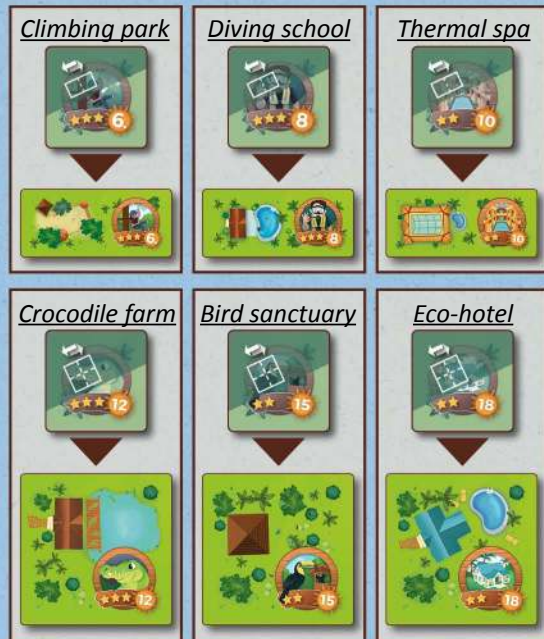 Climbing park Diving school Thermal spa
6. 8 10
6. 8 10
Crocodile farm Bird sanctuary Eco-hotel
12 15 18
12 15 18